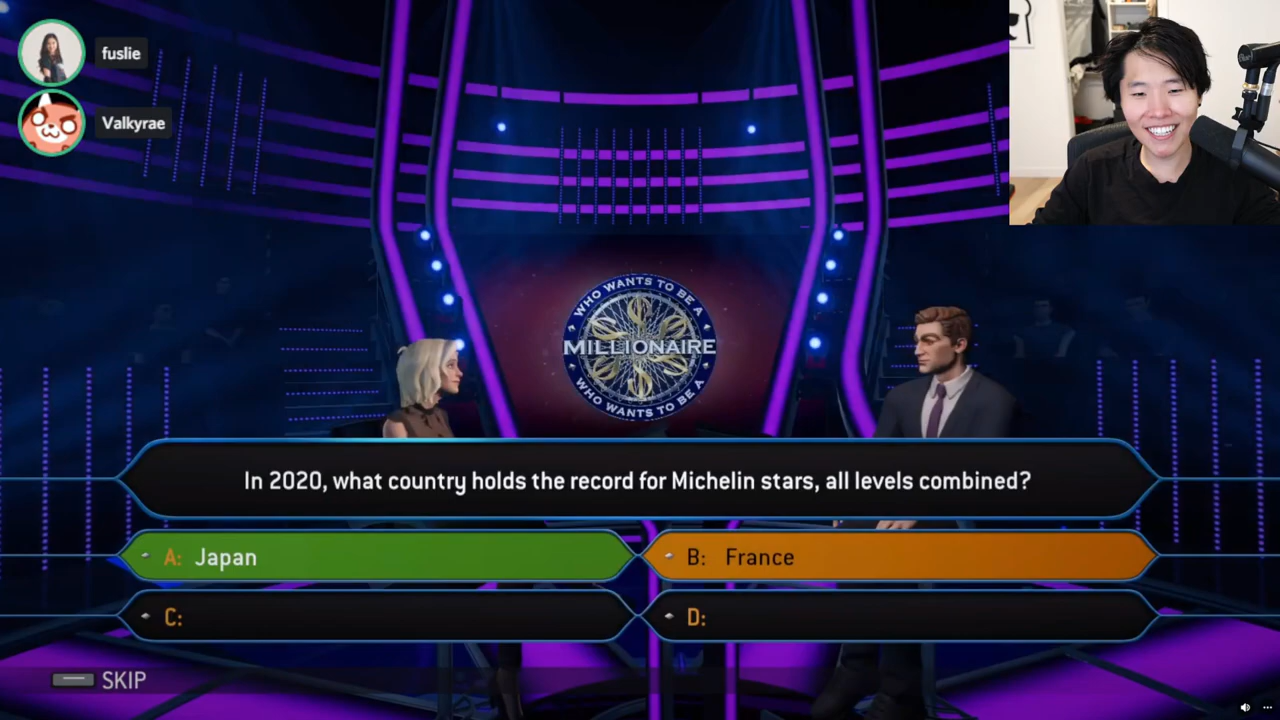 fuslie
Valkyrae
WHO WANTS TO BE A
MILLIONAIRE
WHO WANTS TO BE A
In 2020, what country holds the record for Michelin stars, all levels combined?
A: Japan
B: France
C:
D:
SKIP